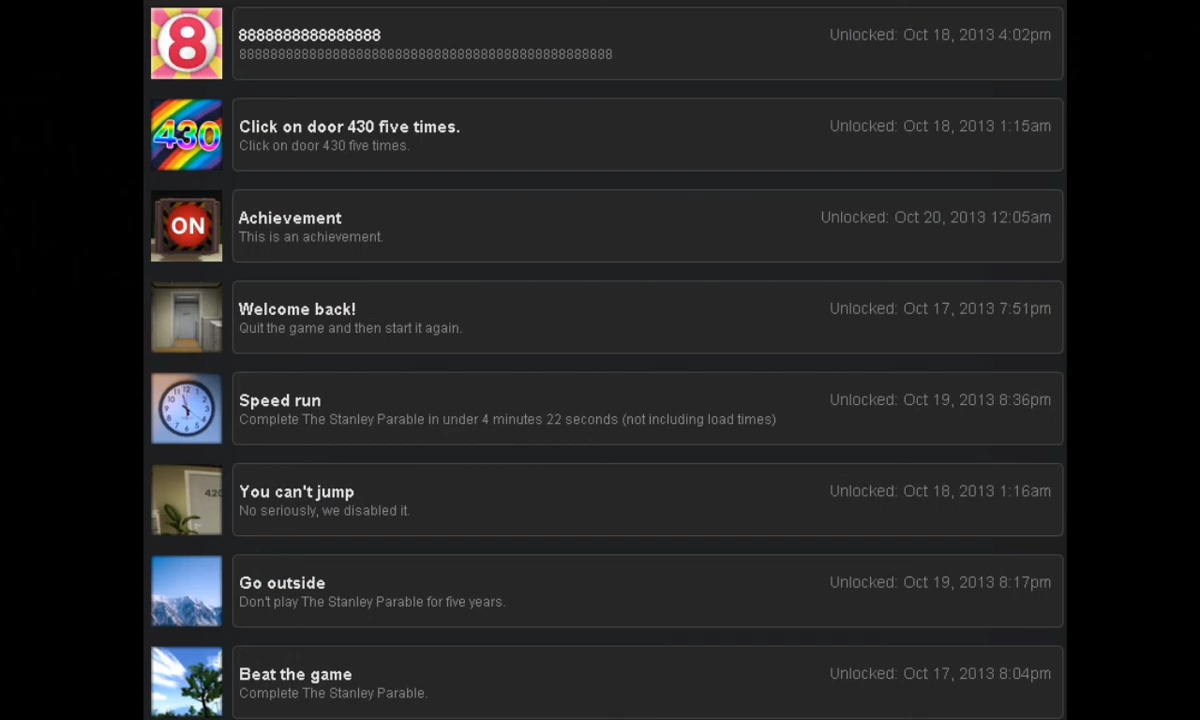 8
8888888888888888
Unlocked: Oct 18, 2013 4:02pm
888888888888888888888888888888888888888888888888
430
Click on door 430 five times.
Unlocked: Oct 18, 2013 1:15am
Click on door 430 five times.
ON
Achievement
Unlocked: Oct 20, 2013 12:05am
This is an achievement.
Welcome back!
Unlocked: Oct 17, 2013 7:51pm
Quit the game and then start it again.
Speed run
Unlocked: Oct 19, 2013 8:36pm
Complete The Stanley Parable in under 4 minutes 22 seconds (not including load times)
You can't jump
Unlocked: Oct 18, 2013 1:16am
No seriously, we disabled it.
Go outside
Unlocked: Oct 19, 2013 8:17pm
Don't play The Stanley Parable for five years.
Beat the game
Unlocked: Oct 17, 2013 8:04pm
Complete The Stanley Parable.